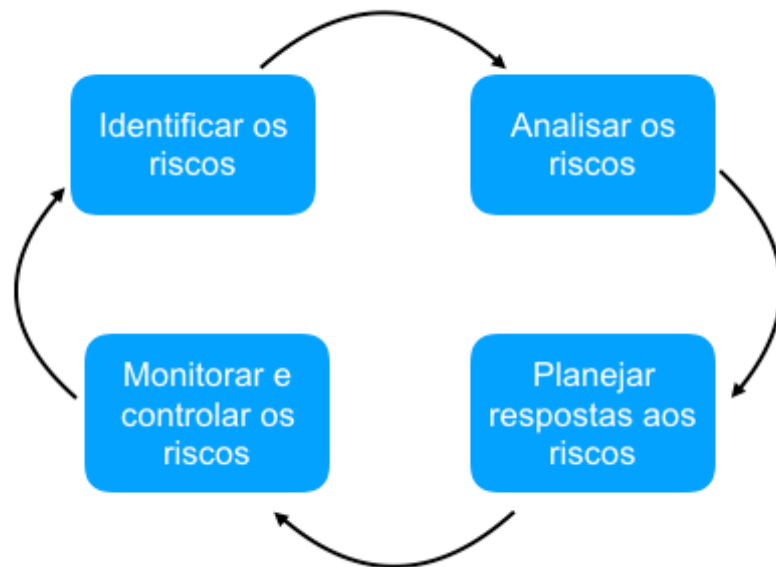 Identificar os
riscos
Analisar os
riscos
Planejar
respostas aos
riscos
Monitorar e
controlar os
riscos